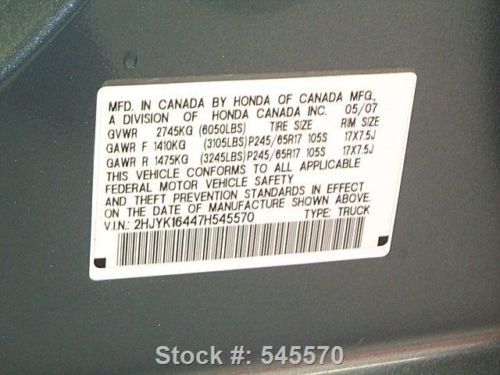 MFD. IN CANADA BY HONDA OF CANADA MFG.,
A DIVISION OF HONDA CANADA INC. 05/07
GVWR 2745KG (6050LBS) TIRE SIZE RIM SIZE
GAWR F 1410KG (3105LBS) P245/65R17 105S 17X7.5J
GAWR R 1475KG (3245LBS) P245/65R17 105S 17X7.5J
THIS VEHICLE CONFORMS TO ALL APPLICABLE
FEDERAL MOTOR VEHICLE SAFETY
AND THEFT PREVENTION STANDARDS IN EFFECT
ON THE DATE OF MANUFACTURE SHOWN ABOVE.
V.I.N.: 2HJYK16447H545570 TYPE: TRUCK
Stock #: 545570